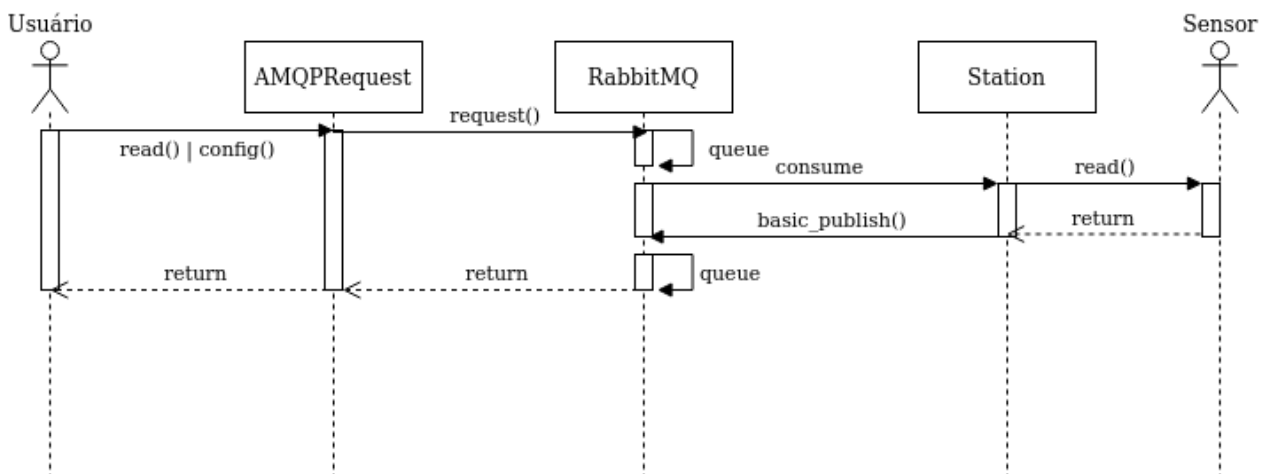 Usuário
Sensor
AMQPRequest
RabbitMQ
Station
request()
read() | config()
queue
consume
read()
basic_publish()
return
return
return
queue